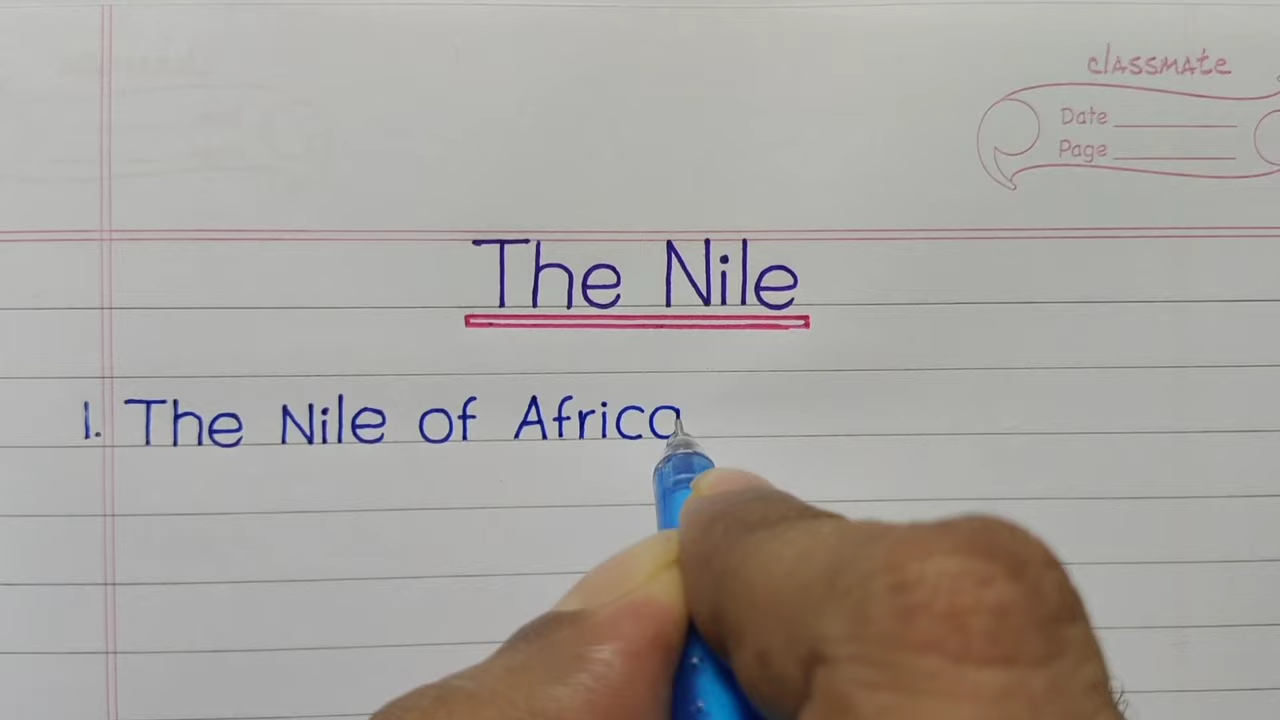 classmate
Date
Page
The Nile
1. The Nile of Africa